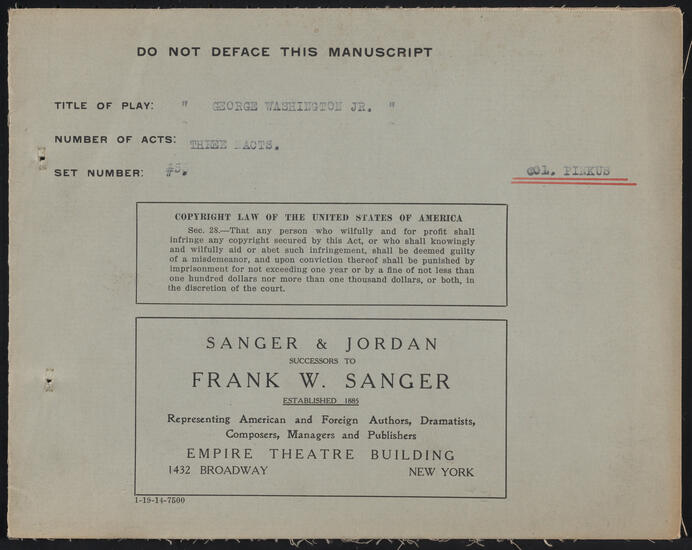 DO NOT DEFACE THIS MANUSCRIPT
TITLE OF PLAY: " GEORGE WASHINGTON JR. "
NUMBER OF ACTS: THREE ACTS.
SET NUMBER: #5. COL. PINKUS
COPYRIGHT LAW OF THE UNITED STATES OF AMERICA
Sec. 28.—That any person who wilfully and for profit shall
infringe any copyright secured by this Act, or who shall knowingly
and wilfully aid or abet such infringement, shall be deemed guilty
of a misdemeanor, and upon conviction thereof shall be punished by
imprisonment for not exceeding one year or by a fine of not less than
one hundred dollars nor more than one thousand dollars, or both, in
the discretion of the court.
SANGER & JORDAN
SUCCESSORS TO
FRANK W. SANGER
ESTABLISHED 1885
Representing American and Foreign Authors, Dramatists,
Composers, Managers and Publishers
EMPIRE THEATRE BUILDING
1432 BROADWAY NEW YORK
1-19-14-7500